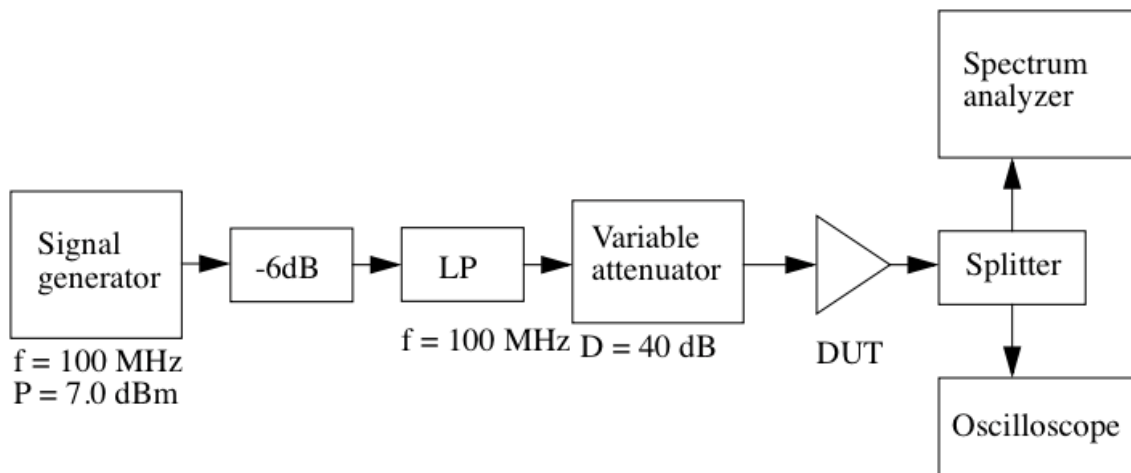 Spectrum
analyzer
Signal
generator
-6dB
LP
Variable
attenuator
Splitter
f = 100 MHz
P = 7.0 dBm
f = 100 MHz
D = 40 dB
DUT
Oscilloscope